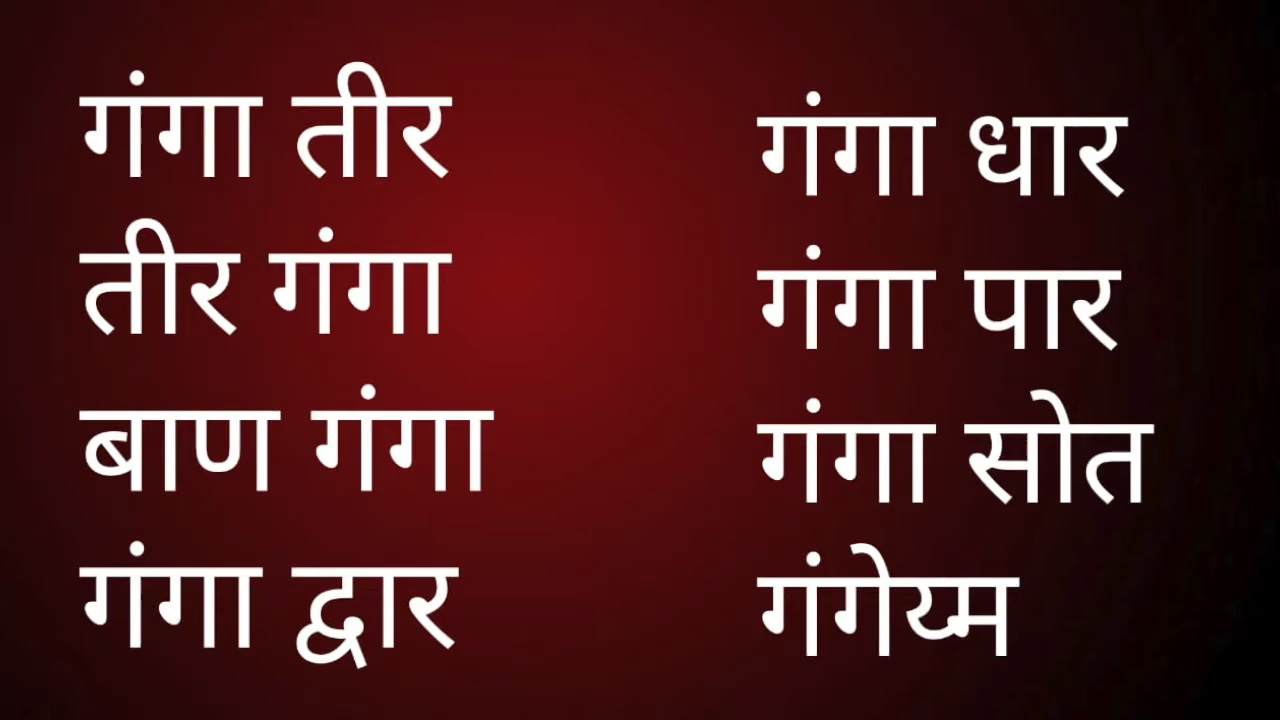 गंगा तीर
तीर गंगा
बाण गंगा
गंगा द्वार
गंगा धार
गंगा पार
गंगा सोत
गंगेय्म